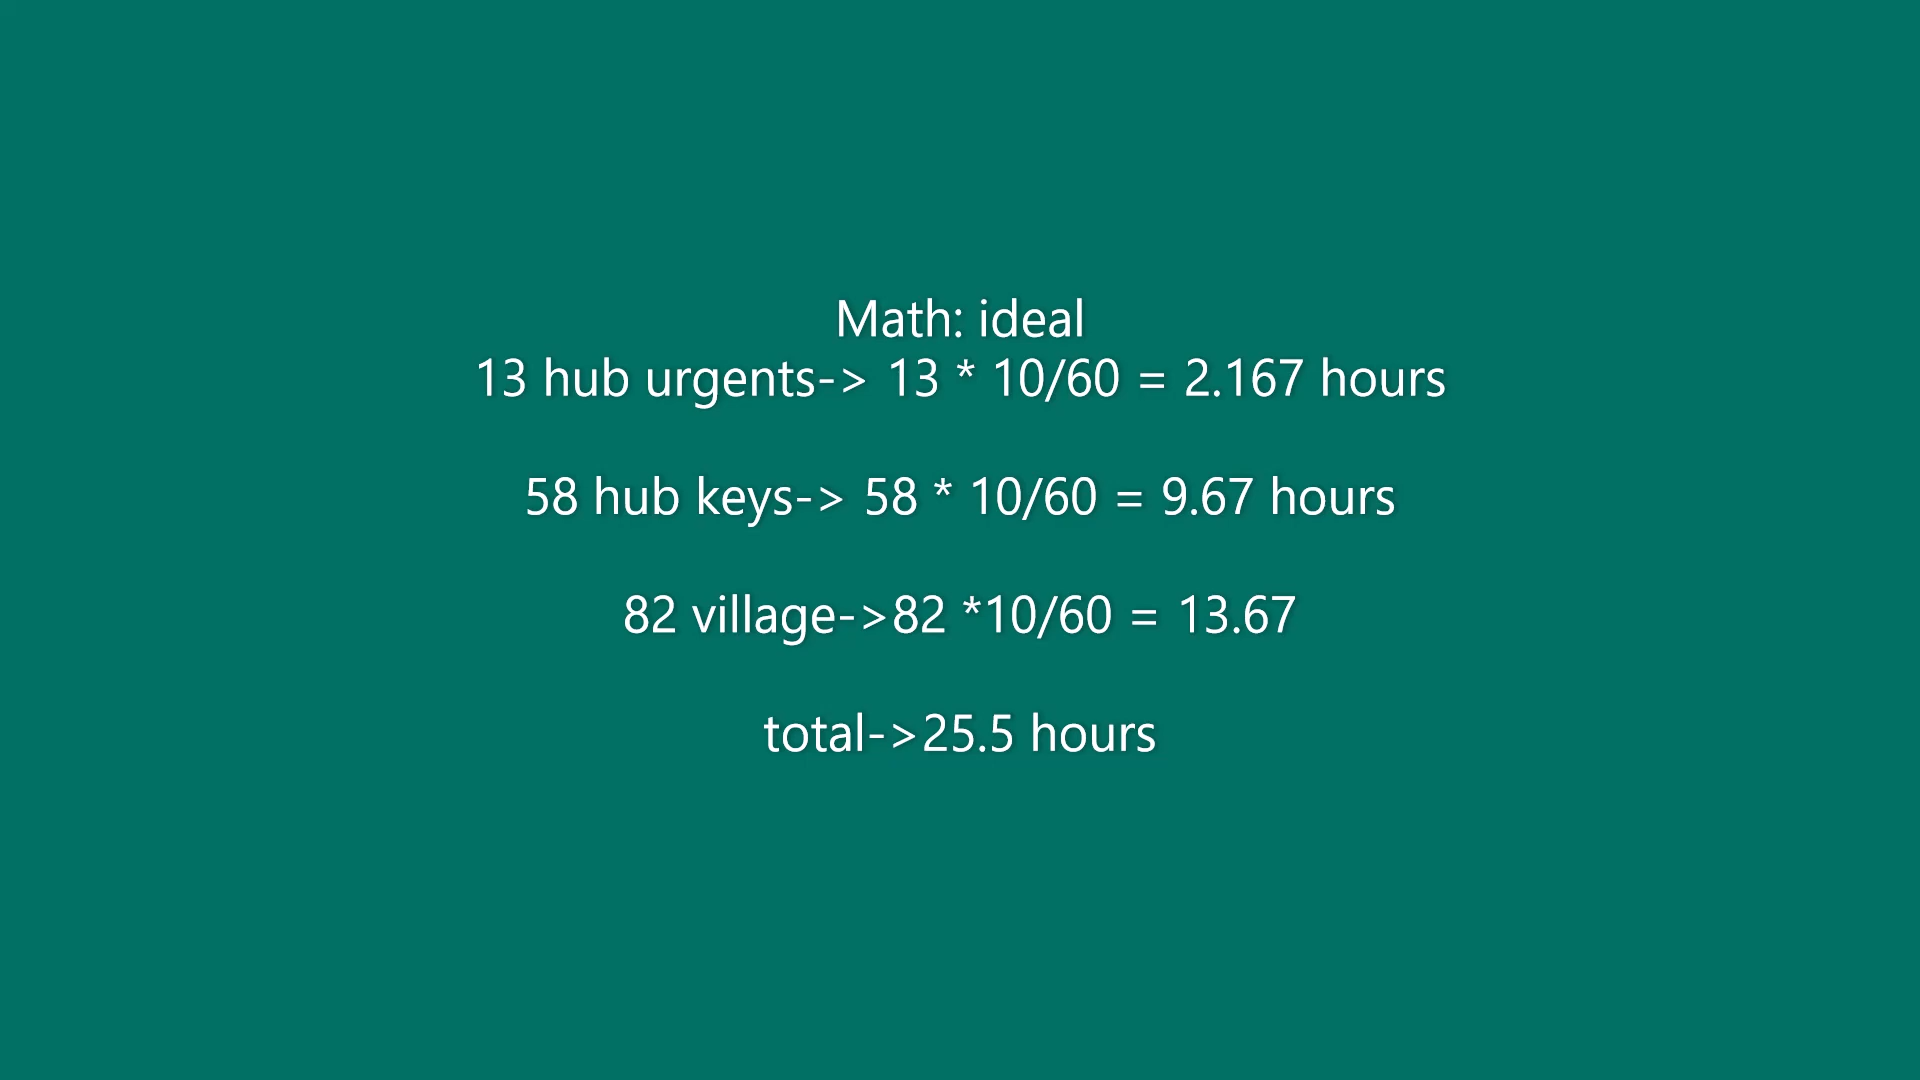 Math: ideal
13 hub urgents-> 13 * 10/60 = 2.167 hours
58 hub keys-> 58 * 10/60 = 9.67 hours
82 village->82 *10/60 = 13.67
total->25.5 hours